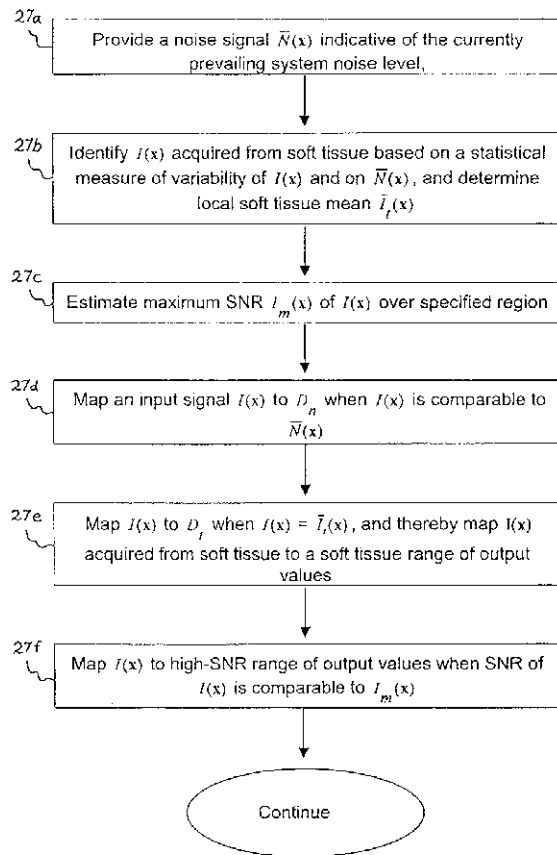 27a
Provide a noise signal N̅(x) indicative of the currently
prevailing system noise level,
27b
Identify I(x) acquired from soft tissue based on a statistical
measure of variability of I(x) and on N̅(x), and determine
local soft tissue mean I̅_t(x)
27c
Estimate maximum SNR I_m(x) of I(x) over specified region
27d
Map an input signal I(x) to D_n when I(x) is comparable to
N̅(x)
27e
Map I(x) to D_t when I(x) = I̅_t(x), and thereby map I(x)
acquired from soft tissue to a soft tissue range of output
values
27f
Map I(x) to high-SNR range of output values when SNR of
I(x) is comparable to I_m(x)
Continue